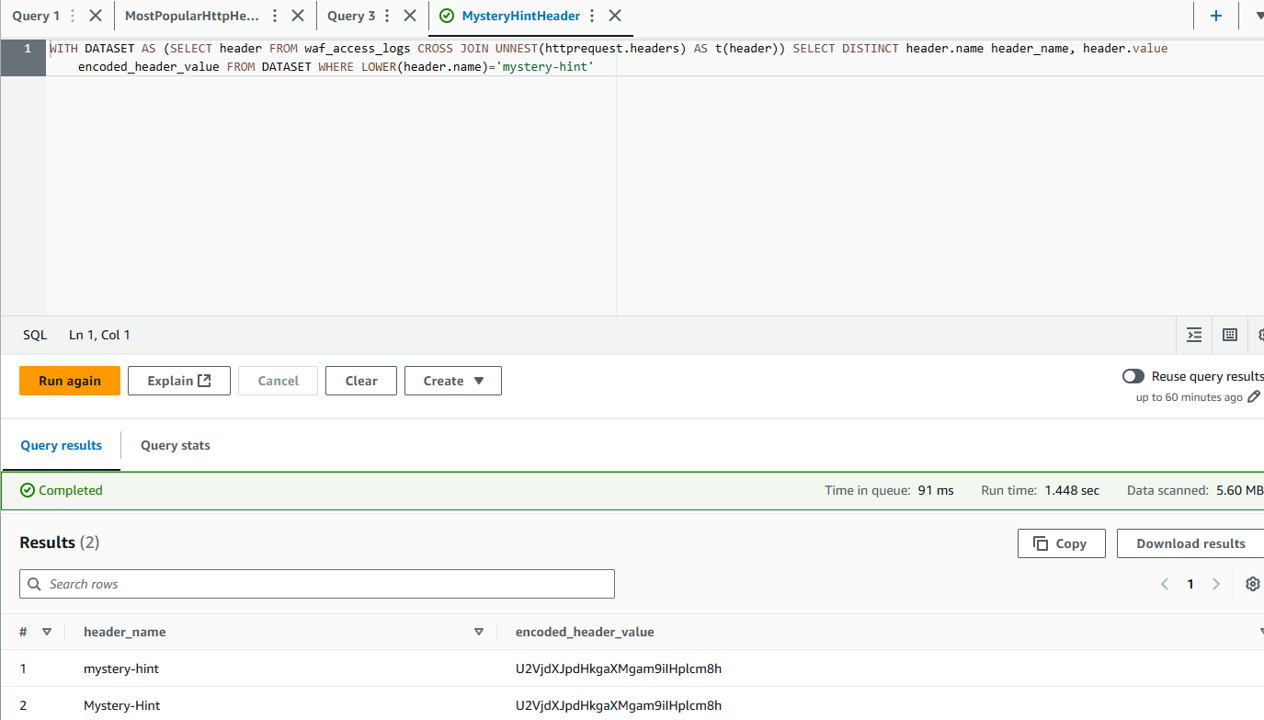 Query 1
MostPopularHttpHe...
Query 3
MysteryHintHeader
1
WITH DATASET AS (SELECT header FROM waf_access_logs CROSS JOIN UNNEST(httprequest.headers) AS t(header)) SELECT DISTINCT header.name header_name, header.value
encoded_header_value FROM DATASET WHERE LOWER(header.name)='mystery-hint'
SQL Ln 1, Col 1
Run again
Explain
Cancel
Clear
Create
Reuse query results
up to 60 minutes ago
Query results
Query stats
Completed
Time in queue: 91 ms
Run time: 1.448 sec
Data scanned: 5.60 MB
Results (2)
Copy
Download results
Search rows
1
# header_name encoded_header_value
1 mystery-hint U2VjdXJpdHkgaXMgam9iIHplcm8h
2 Mystery-Hint U2VjdXJpdHkgaXMgam9iIHplcm8h